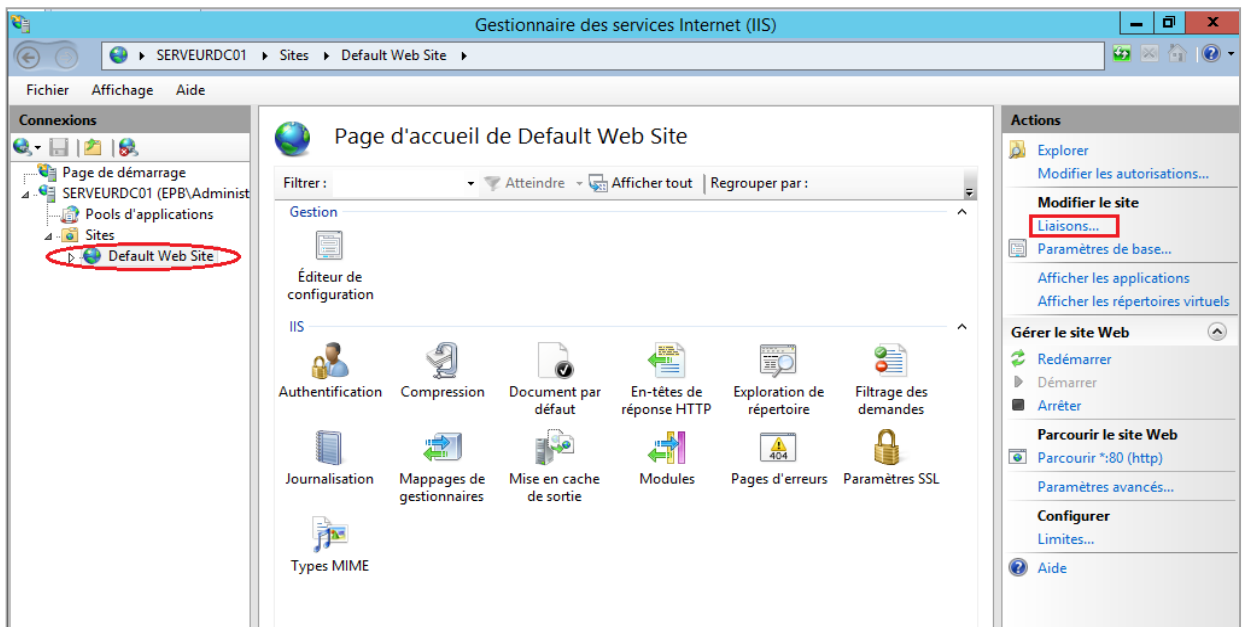 Gestionnaire des services Internet (IIS)
SERVEURDC01 Sites Default Web Site
Fichier Affichage Aide
Connexions
Page de démarrage
SERVEURDC01 (EPB\Administ
Pools d'applications
Sites
Default Web Site
Page d'accueil de Default Web Site
Filtrer : Atteindre Afficher tout Regrouper par :
Gestion
Éditeur de
configuration
IIS
Authentification
Compression
Document par
défaut
En-têtes de
réponse HTTP
Exploration de
répertoire
Filtrage des
demandes
Journalisation
Mappages de
gestionnaires
Mise en cache
de sortie
Modules
404
Pages d'erreurs
Paramètres SSL
Types MIME
Actions
Explorer
Modifier les autorisations...
Modifier le site
Liaisons...
Paramètres de base...
Afficher les applications
Afficher les répertoires virtuels
Gérer le site Web
Redémarrer
Démarrer
Arrêter
Parcourir le site Web
Parcourir *:80 (http)
Paramètres avancés...
Configurer
Limites...
Aide